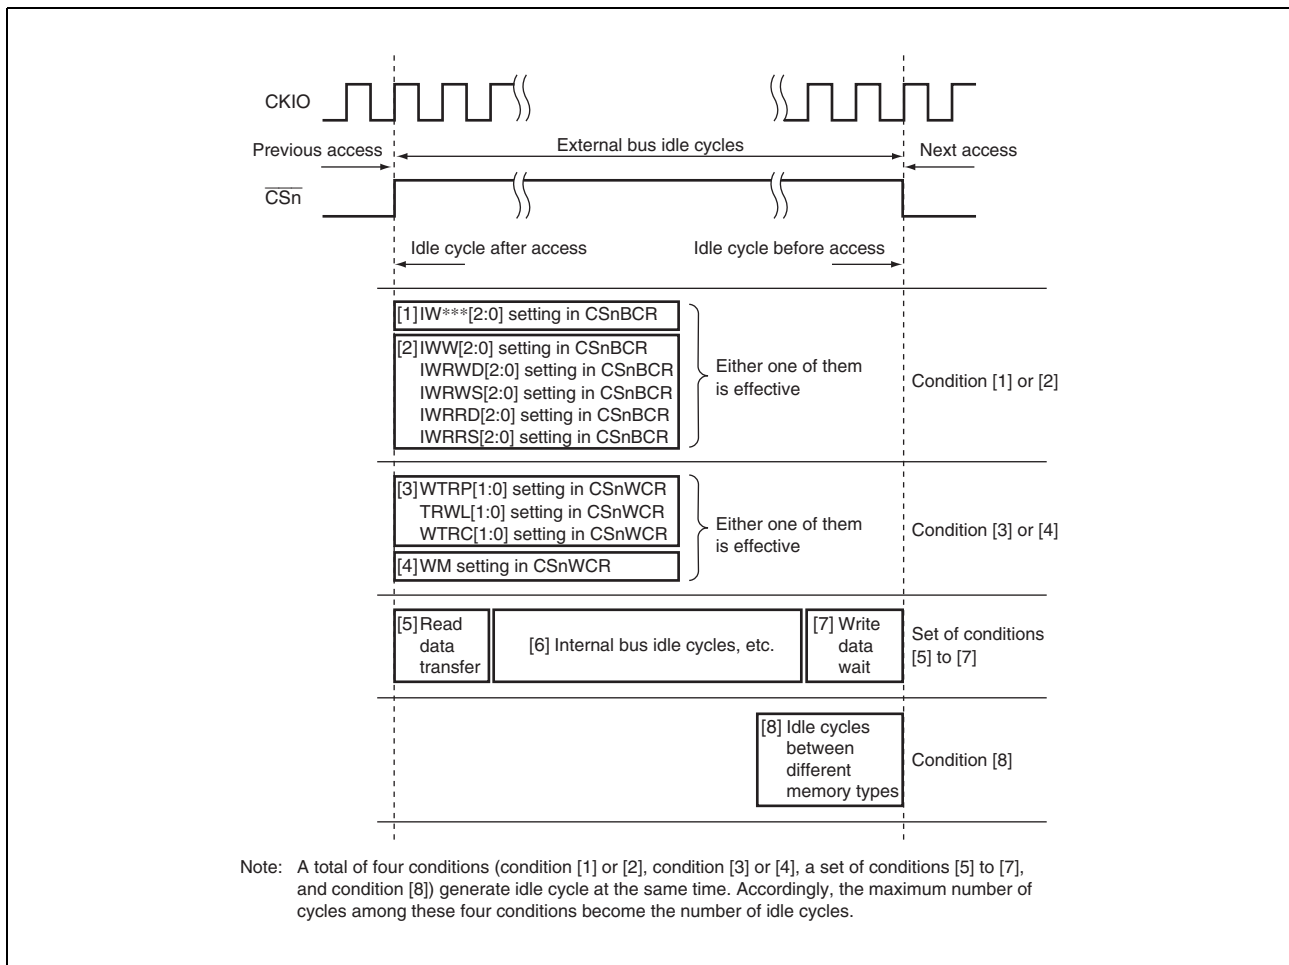 CKIO
Previous access
External bus idle cycles
Next access
CSn
Idle cycle after access
Idle cycle before access
[1] IW***[2:0] setting in CSnBCR
[2] IWW[2:0] setting in CSnBCR
IWRWD[2:0] setting in CSnBCR
IWRWS[2:0] setting in CSnBCR
IWRRD[2:0] setting in CSnBCR
IWRRS[2:0] setting in CSnBCR
Either one of them
is effective
Condition [1] or [2]
[3] WTRP[1:0] setting in CSnWCR
TRWL[1:0] setting in CSnWCR
WTRC[1:0] setting in CSnWCR
[4] WM setting in CSnWCR
Either one of them
is effective
Condition [3] or [4]
[5] Read
data
transfer
[6] Internal bus idle cycles, etc.
[7] Write
data
wait
Set of conditions
[5] to [7]
[8] Idle cycles
between
different
memory types
Condition [8]
Note: A total of four conditions (condition [1] or [2], condition [3] or [4], a set of conditions [5] to [7],
and condition [8]) generate idle cycle at the same time. Accordingly, the maximum number of
cycles among these four conditions become the number of idle cycles.